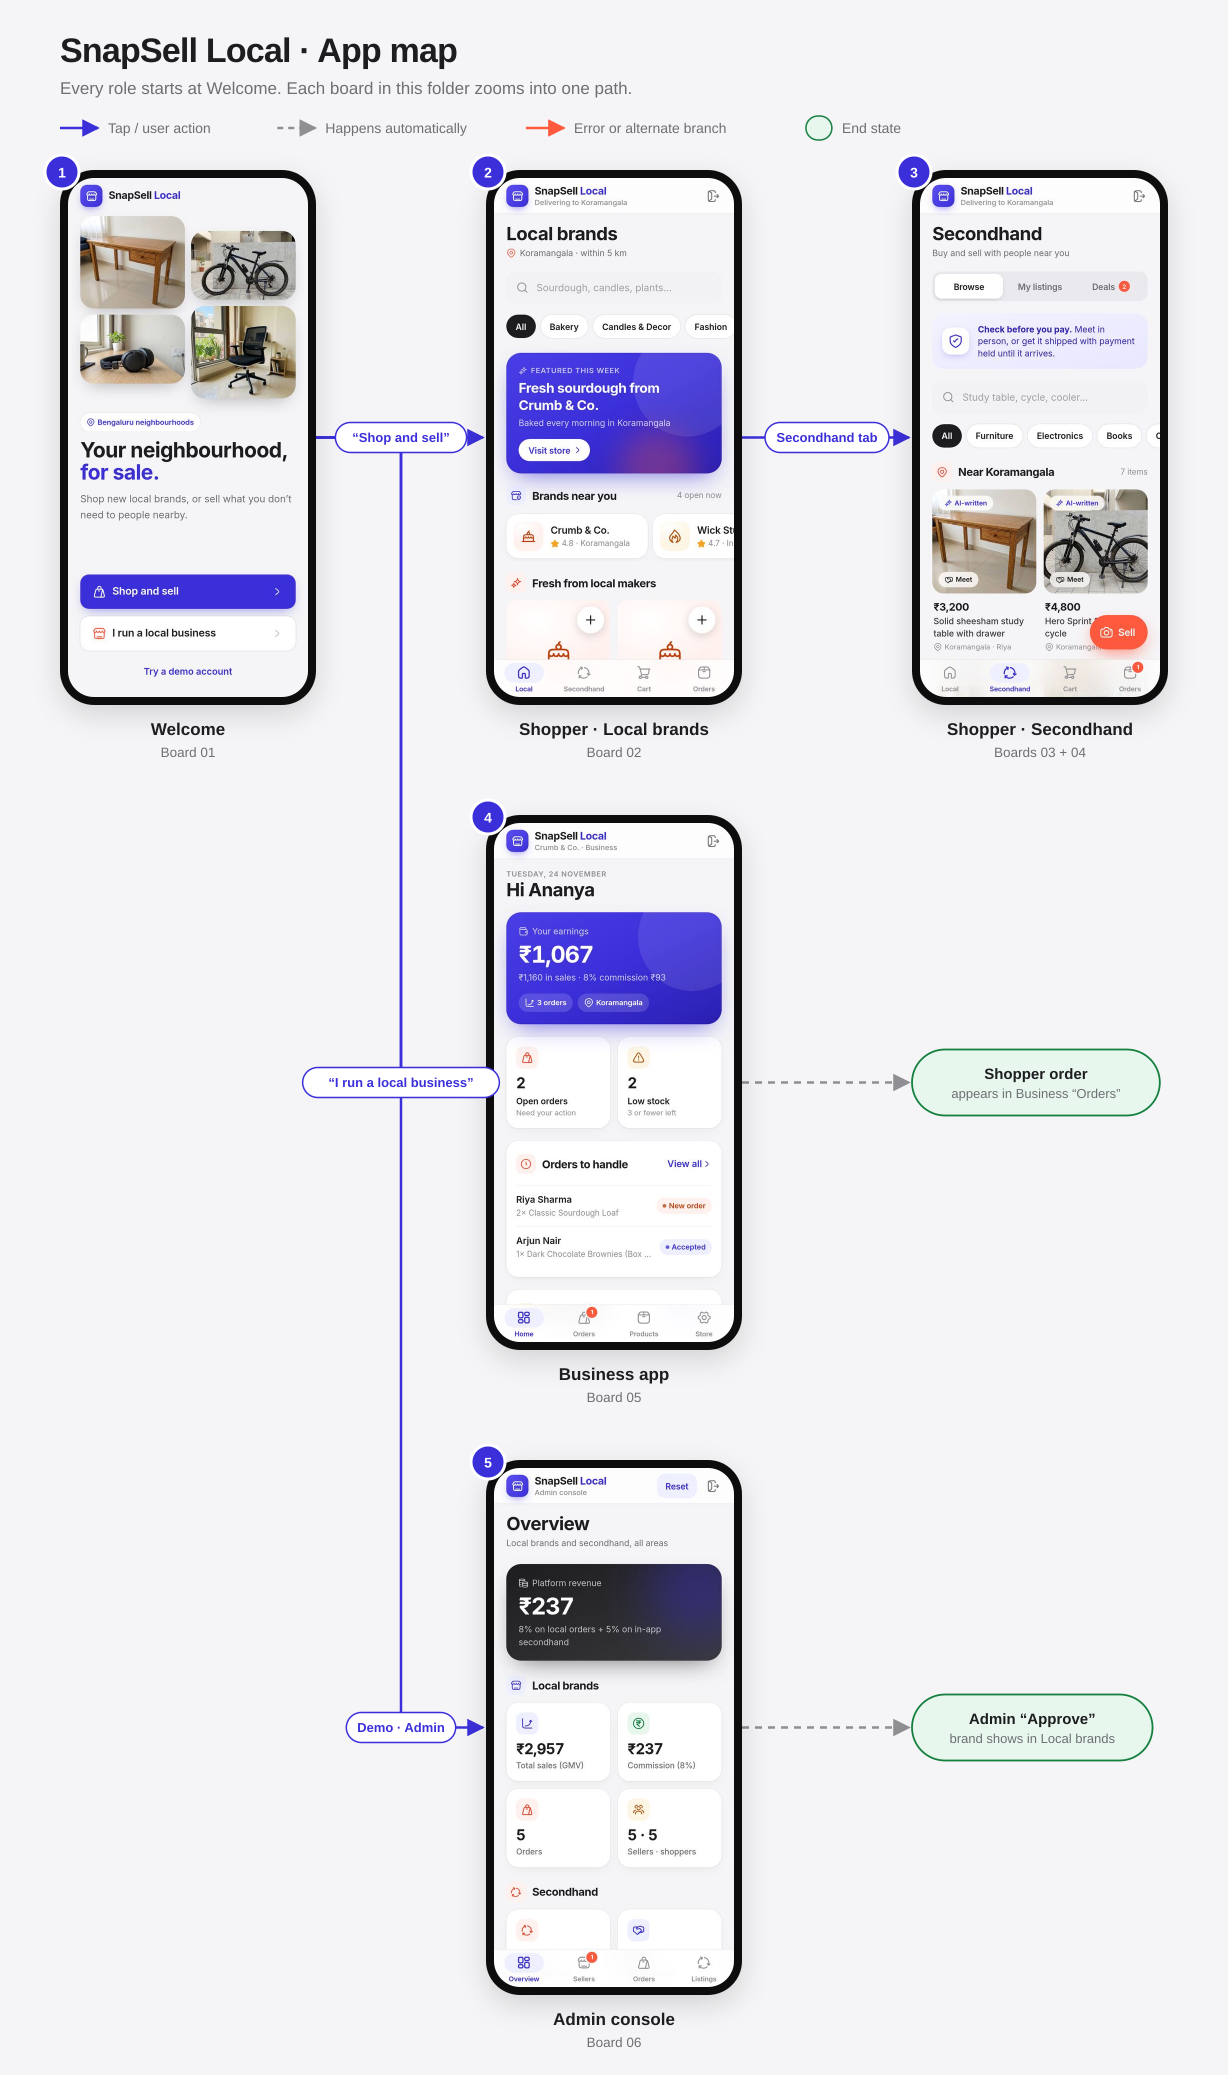 SnapSell Local · App map
Every role starts at Welcome. Each board in this folder zooms into one path.
Tap / user action
Happens automatically
Error or alternate branch
End state
1
SnapSell Local
Bengaluru neighbourhoods
Your neighbourhood,
for sale.
Shop new local brands, or sell what you don't
need to people nearby.
Shop and sell
I run a local business
Try a demo account
Welcome
Board 01
“Shop and sell”
2
SnapSell Local
Delivering to Koramangala
Local brands
Koramangala · within 5 km
Sourdough, candles, plants...
All
Bakery
Candles & Decor
Fashion
FEATURED THIS WEEK
Fresh sourdough from
Crumb & Co.
Baked every morning in Koramangala
Visit store
Brands near you
4 open now
Crumb & Co.
4.8 · Koramangala
Wick Stu
4.7 · In
Fresh from local makers
Local
Secondhand
Cart
Orders
Shopper · Local brands
Board 02
Secondhand tab
3
SnapSell Local
Delivering to Koramangala
Secondhand
Buy and sell with people near you
Browse
My listings
Deals 2
Check before you pay. Meet in
person, or get it shipped with payment
held until it arrives.
Study table, cycle, cooler...
All
Furniture
Electronics
Books
Near Koramangala
7 items
AI-written
Meet
AI-written
Meet
₹3,200
Solid sheesham study
table with drawer
Koramangala · Riya
₹4,800
Hero Sprint
cycle
Koramangala
Sell
Local
Secondhand
Cart
Orders
1
Shopper · Secondhand
Boards 03 + 04
4
SnapSell Local
Crumb & Co. · Business
TUESDAY, 24 NOVEMBER
Hi Ananya
Your earnings
₹1,067
₹1,160 in sales · 8% commission ₹93
3 orders
Koramangala
2
Open orders
Need your action
2
Low stock
3 or fewer left
Orders to handle
View all
Riya Sharma
2× Classic Sourdough Loaf
New order
Arjun Nair
1× Dark Chocolate Brownies (Box ...
Accepted
Home
Orders
1
Products
Store
Business app
Board 05
“I run a local business”
Shopper order
appears in Business “Orders”
5
SnapSell Local
Admin console
Reset
Overview
Local brands and secondhand, all areas
Platform revenue
₹237
8% on local orders + 5% on in-app
secondhand
Local brands
₹2,957
Total sales (GMV)
₹237
Commission (8%)
5
Orders
5 · 5
Sellers · shoppers
Secondhand
Overview
Sellers
1
Orders
Listings
Admin console
Board 06
Demo · Admin
Admin “Approve”
brand shows in Local brands